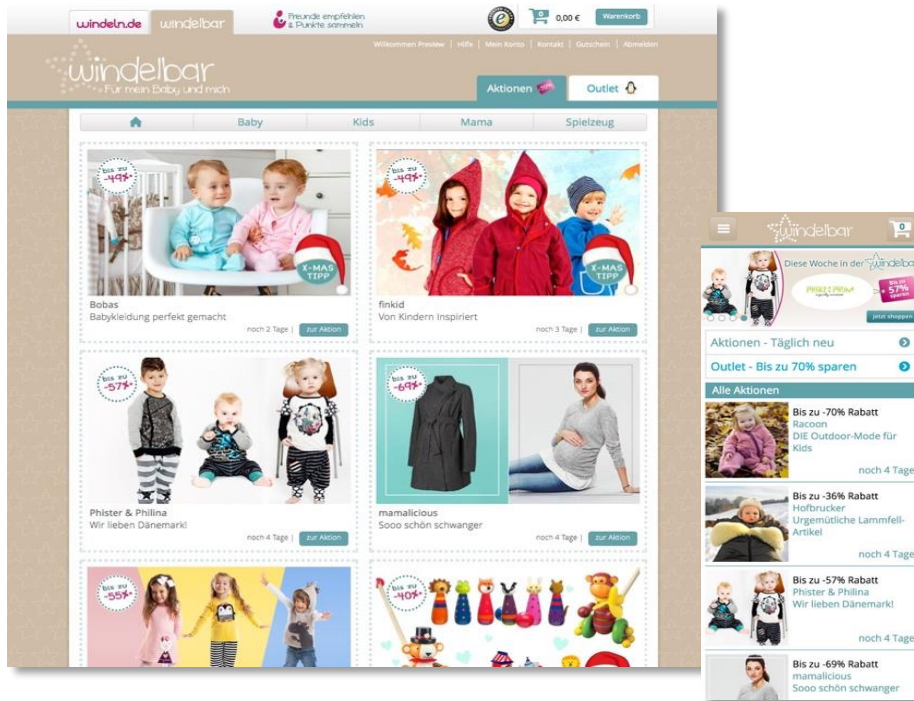 windeln.de
windelbar
Freunde empfehlen
& Punkte sammeln
0
0,00 €
Warenkorb
Willkommen Preview | Hilfe | Mein Konto | Kontakt | Gutschein | Abmelden
windelbar
Für mein Baby und mich
Aktionen
Outlet
Baby
Kids
Mama
Spielzeug
bis zu
-49%
X-MAS
TIPP
Bobas
Babykleidung perfekt gemacht
noch 2 Tage |
zur Aktion
bis zu
-49%
X-MAS
TIPP
finkid
Von Kindern Inspiriert
noch 3 Tage |
zur Aktion
bis zu
-57%
Phister & Philina
Wir lieben Dänemark!
noch 4 Tage |
zur Aktion
bis zu
-69%
mamalicious
Sooo schön schwanger
noch 4 Tage |
zur Aktion
bis zu
-55%
bis zu
-40%
windelbar
0
Diese Woche in der windelbar
Bis zu
57%
sparen
jetzt shoppen
Aktionen - Täglich neu
Outlet - Bis zu 70% sparen
Alle Aktionen
Bis zu -70% Rabatt
Racoon
DIE Outdoor-Mode für
Kids
noch 4 Tage
Bis zu -36% Rabatt
Hofbrucker
Urgemütliche Lammfell-
Artikel
noch 4 Tage
Bis zu -57% Rabatt
Phister & Philina
Wir lieben Dänemark!
noch 4 Tage
Bis zu -69% Rabatt
mamalicious
Sooo schön schwanger